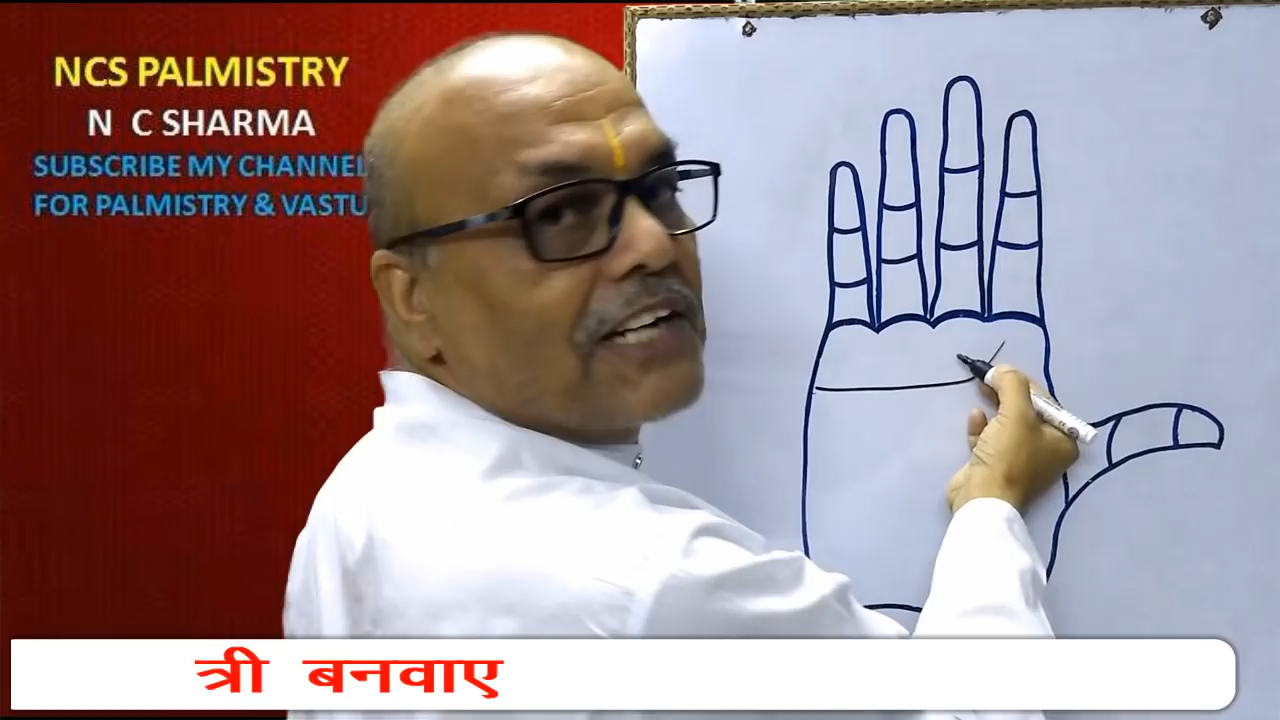 NCS PALMISTRY
N C SHARMA
SUBSCRIBE MY CHANNEL
FOR PALMISTRY & VASTU
त्री बनवाए